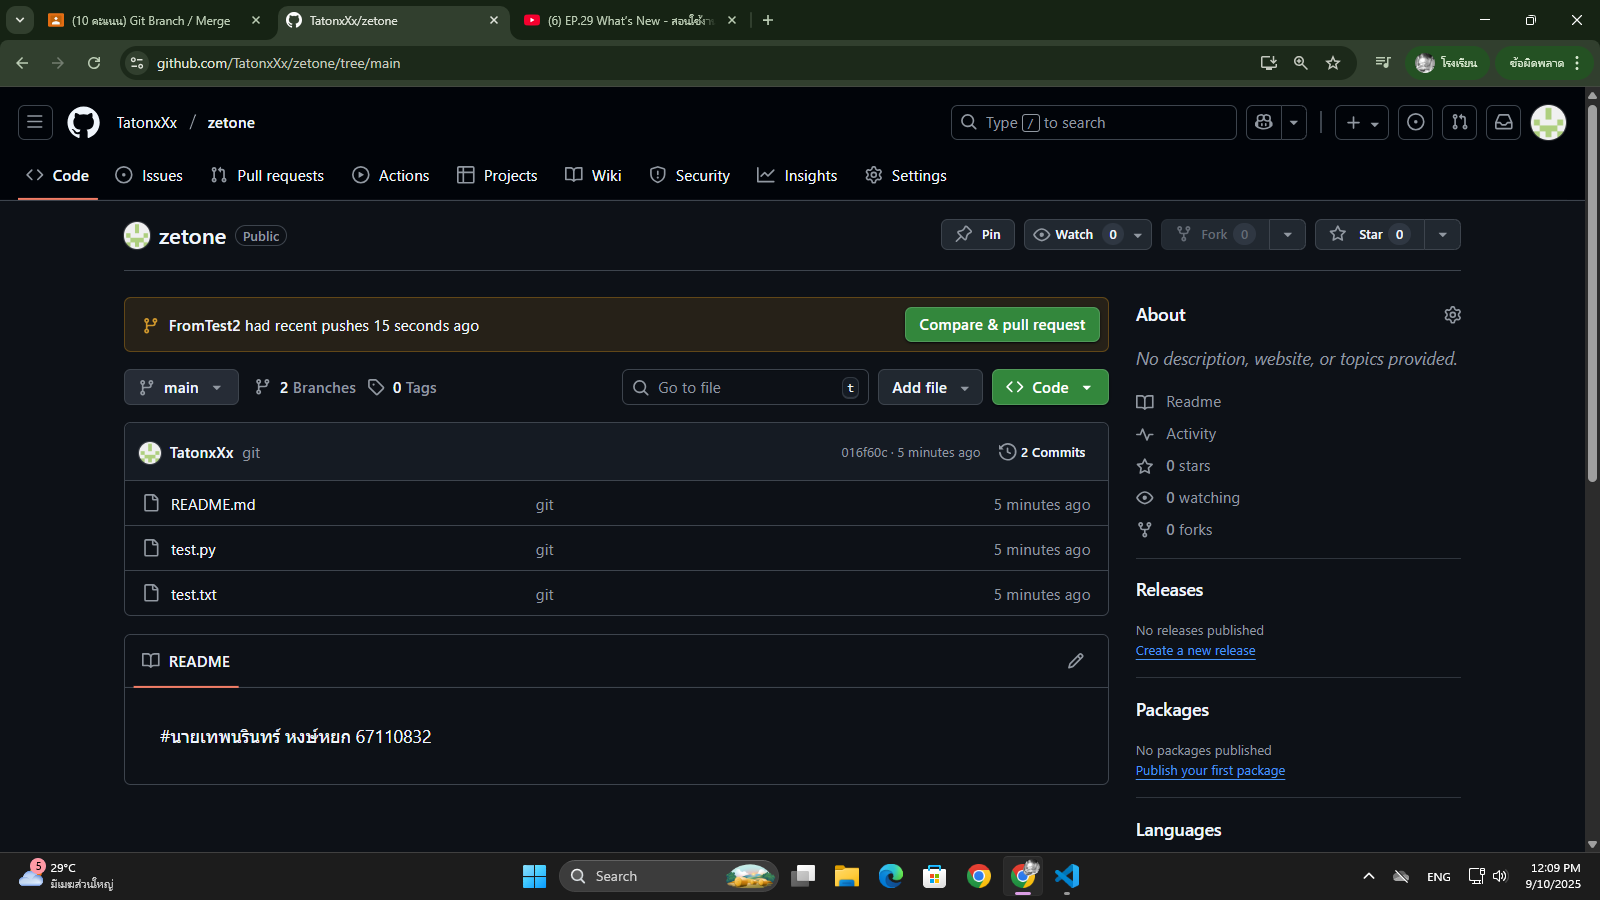 (10 คะแนน) Git Branch / Merge
TatonxXx/zetone
(6) EP.29 What's New - สอนใช้งา
github.com/TatonxXx/zetone/tree/main
โรงเรียน
ข้อผิดพลาด
TatonxXx / zetone
Type / to search
Code
Issues
Pull requests
Actions
Projects
Wiki
Security
Insights
Settings
zetone Public
Pin
Watch 0
Fork 0
Star 0
FromTest2 had recent pushes 15 seconds ago
Compare & pull request
main
2 Branches
0 Tags
Go to file t
Add file
Code
TatonxXx git 016f60c · 5 minutes ago 2 Commits
README.md git 5 minutes ago
test.py git 5 minutes ago
test.txt git 5 minutes ago
README
#นายเทพนรินทร์ หงษ์หยก 67110832
About
No description, website, or topics provided.
Readme
Activity
0 stars
0 watching
0 forks
Releases
No releases published
Create a new release
Packages
No packages published
Publish your first package
Languages
5
29°C
มีเมฆส่วนใหญ่
Search
ENG
12:09 PM
9/10/2025